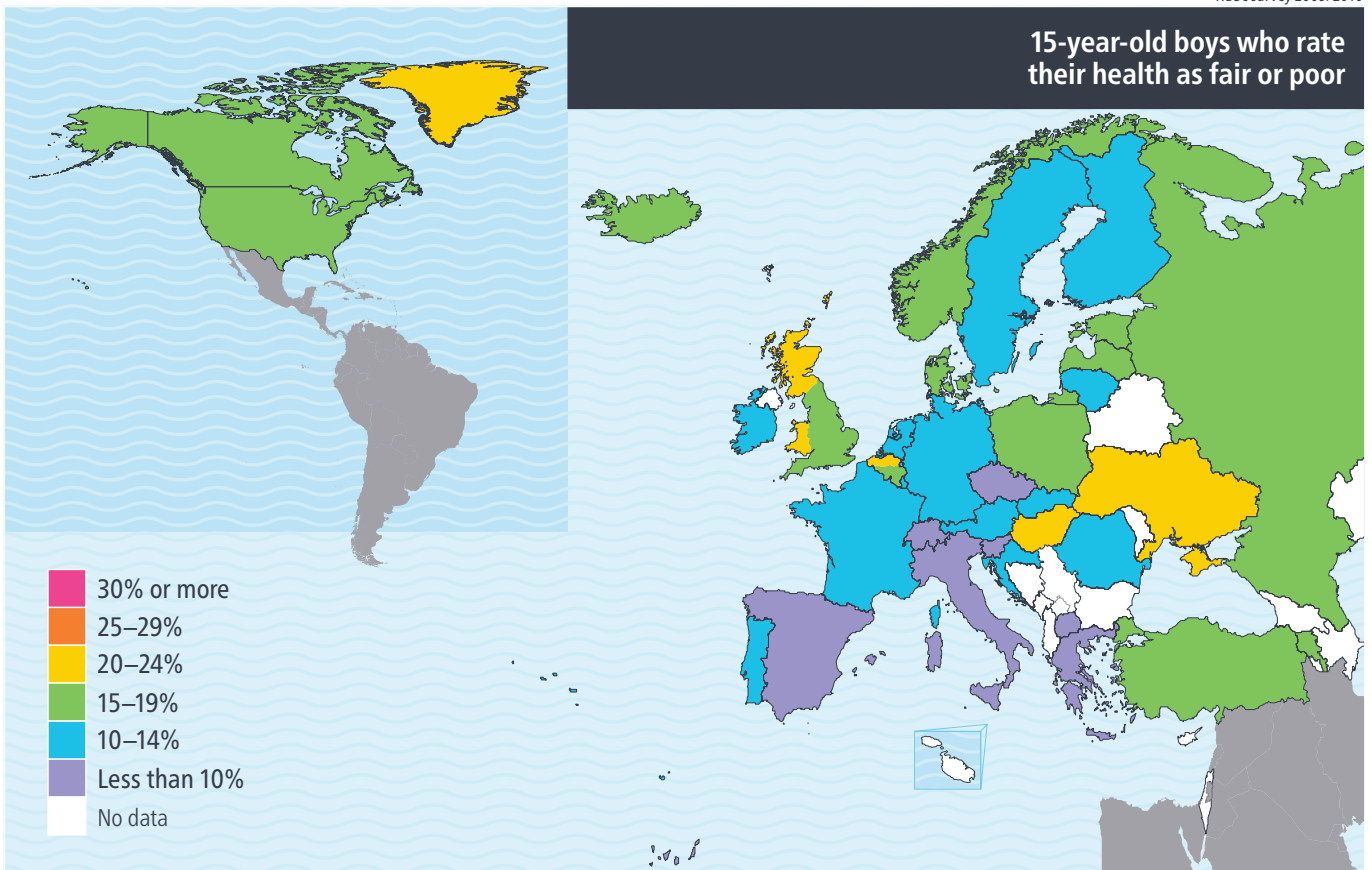 15-year-old boys who rate
their health as fair or poor
30% or more
25–29%
20–24%
15–19%
10–14%
Less than 10%
No data